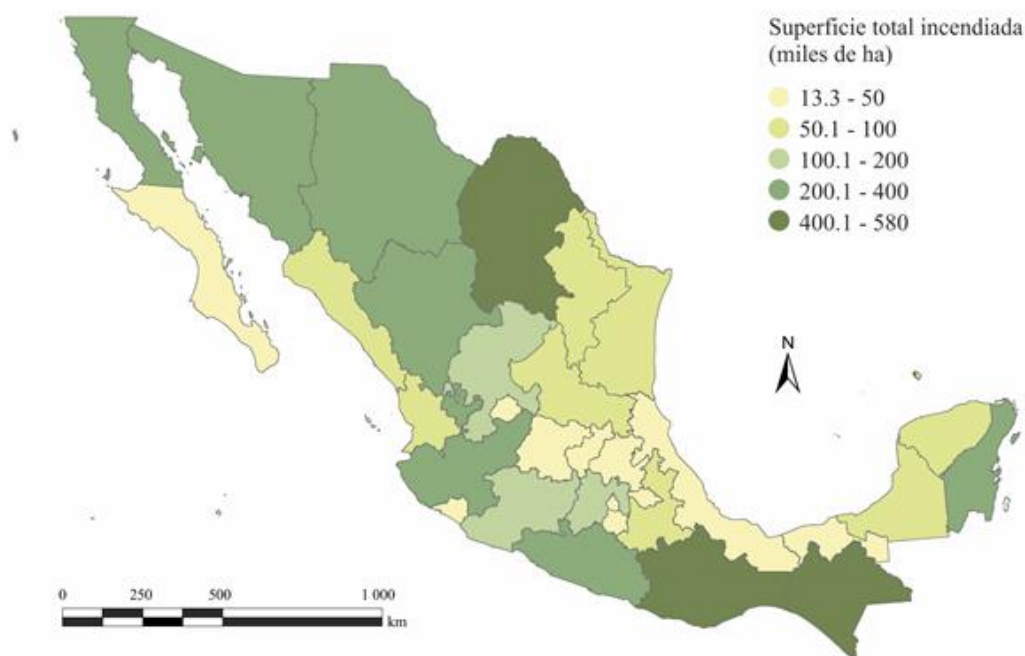 Superficie total incendiada
(miles de ha)
13.3 - 50
50.1 - 100
100.1 - 200
200.1 - 400
400.1 - 580
N
0 250 500 1 000
km